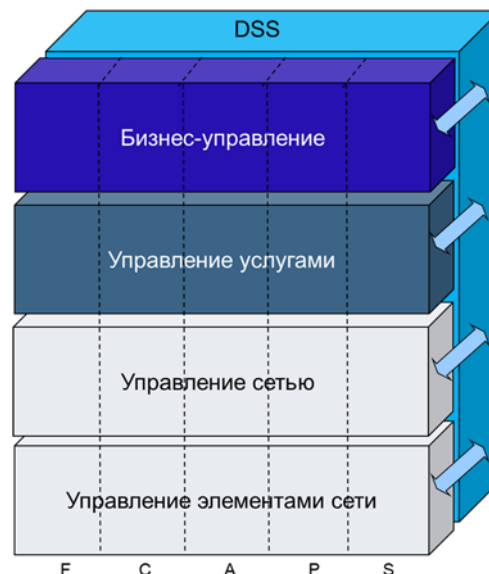 DSS
Бизнес-управление
Управление услугами
Управление сетью
Управление элементами сети
F C A P S